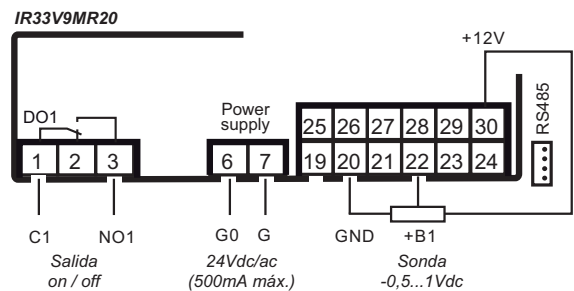 IR33V9MR20
+12V
DO1
Power
supply
RS485
25 26 27 28 29 30
1 2 3
6 7
19 20 21 22 23 24
C1
NO1
G0
G
GND
+B1
Salida
on / off
24Vdc/ac
(500mA máx.)
Sonda
-0,5...1Vdc